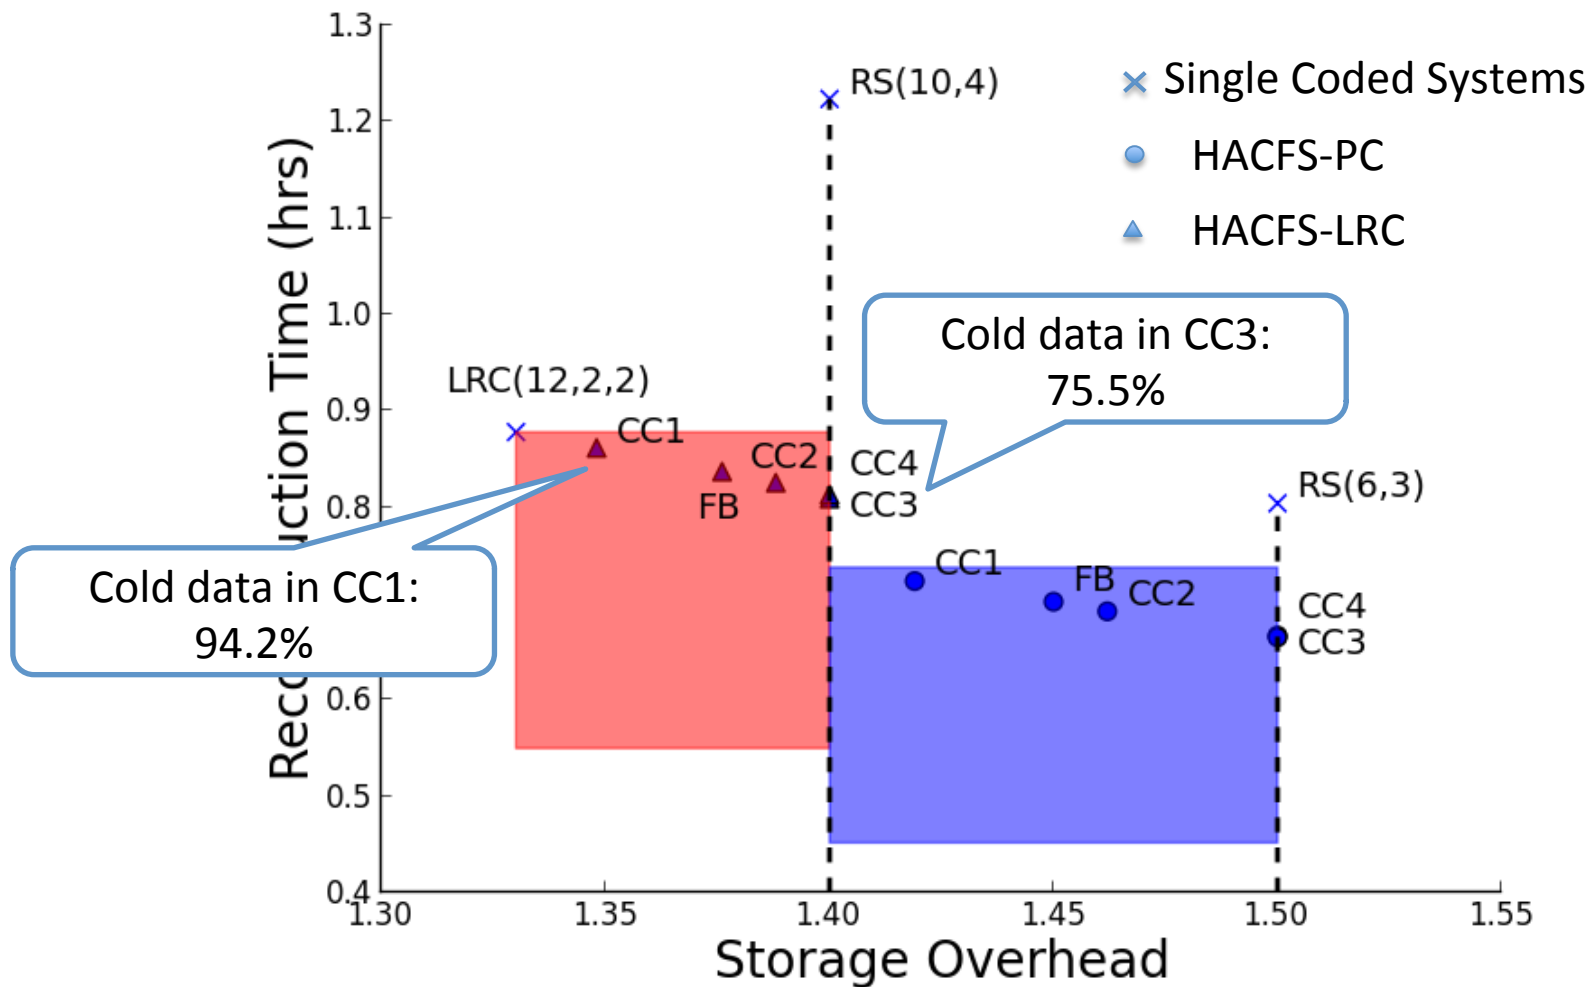 1.3
1.2
1.1
1.0
0.9
0.8
0.6
0.5
0.4
Time (hrs)
RS(10,4)
Single Coded Systems
HACFS-PC
HACFS-LRC
Cold data in CC3:
75.5%
LRC(12,2,2)
CC1
CC2
FB
CC4
CC3
RS(6,3)
Cold data in CC1:
94.2%
CC1
FB
CC2
CC4
CC3
1.30
1.35
1.40
1.45
1.50
1.55
Storage Overhead